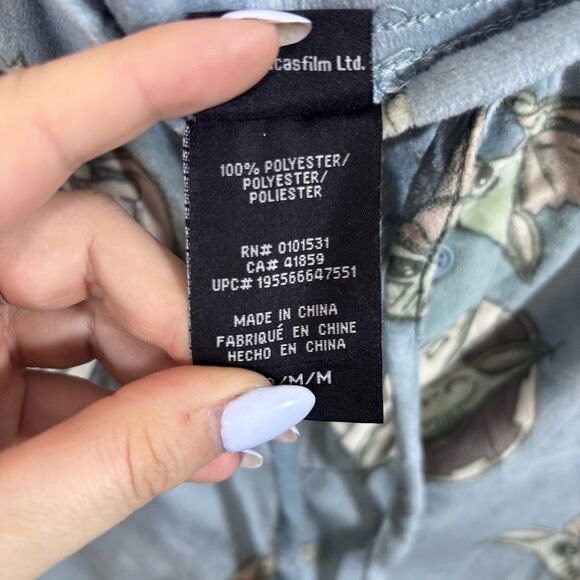 casfilm Ltd.
100% POLYESTER/
POLYESTER/
POLIESTER
RN# 0101531
CA# 41859
UPC# 195566647551
MADE IN CHINA
FABRIQUÉ EN CHINE
HECHO EN CHINA
/M/M